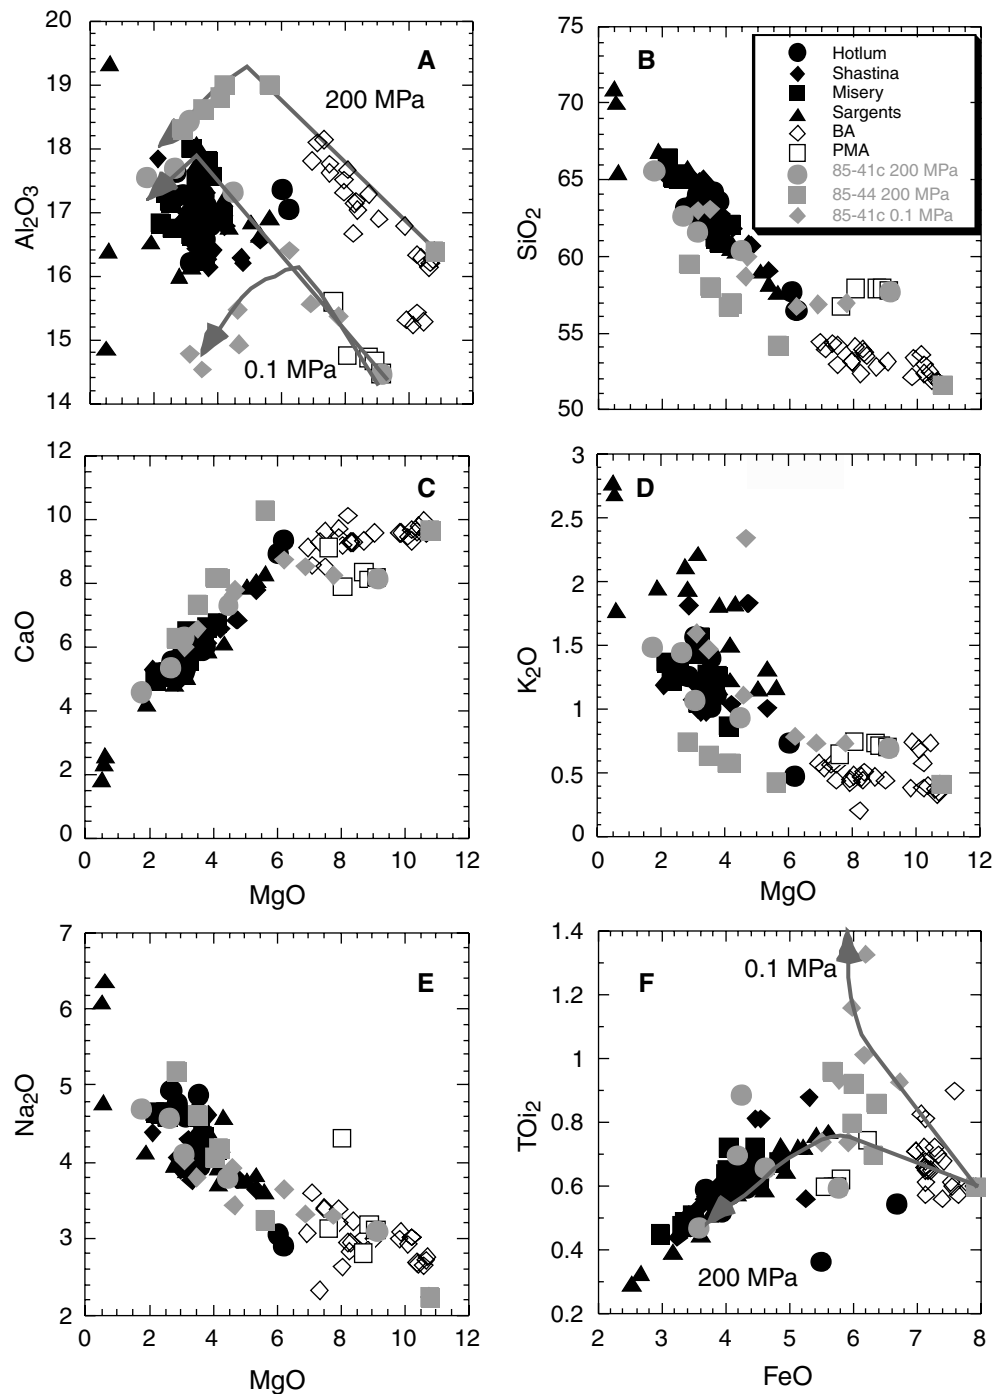 20
19
18
17
16
15
14
Al2O3
A
200 MPa
0.1 MPa
75
70
65
60
55
50
SiO2
B
Hotlum
Shastina
Misery
Sargents
BA
PMA
85-41c 200 MPa
85-44 200 MPa
85-41c 0.1 MPa
12
10
8
6
4
2
0
CaO
C
0 2 4 6 8 10 12
MgO
3
2.5
2
1.5
1
0.5
0
K2O
D
0 2 4 6 8 10 12
MgO
7
6
5
4
3
2
Na2O
E
0 2 4 6 8 10 12
MgO
1.4
1.2
1
0.8
0.6
0.4
0.2
TOi2
0.1 MPa
F
200 MPa
2 3 4 5 6 7 8
FeO